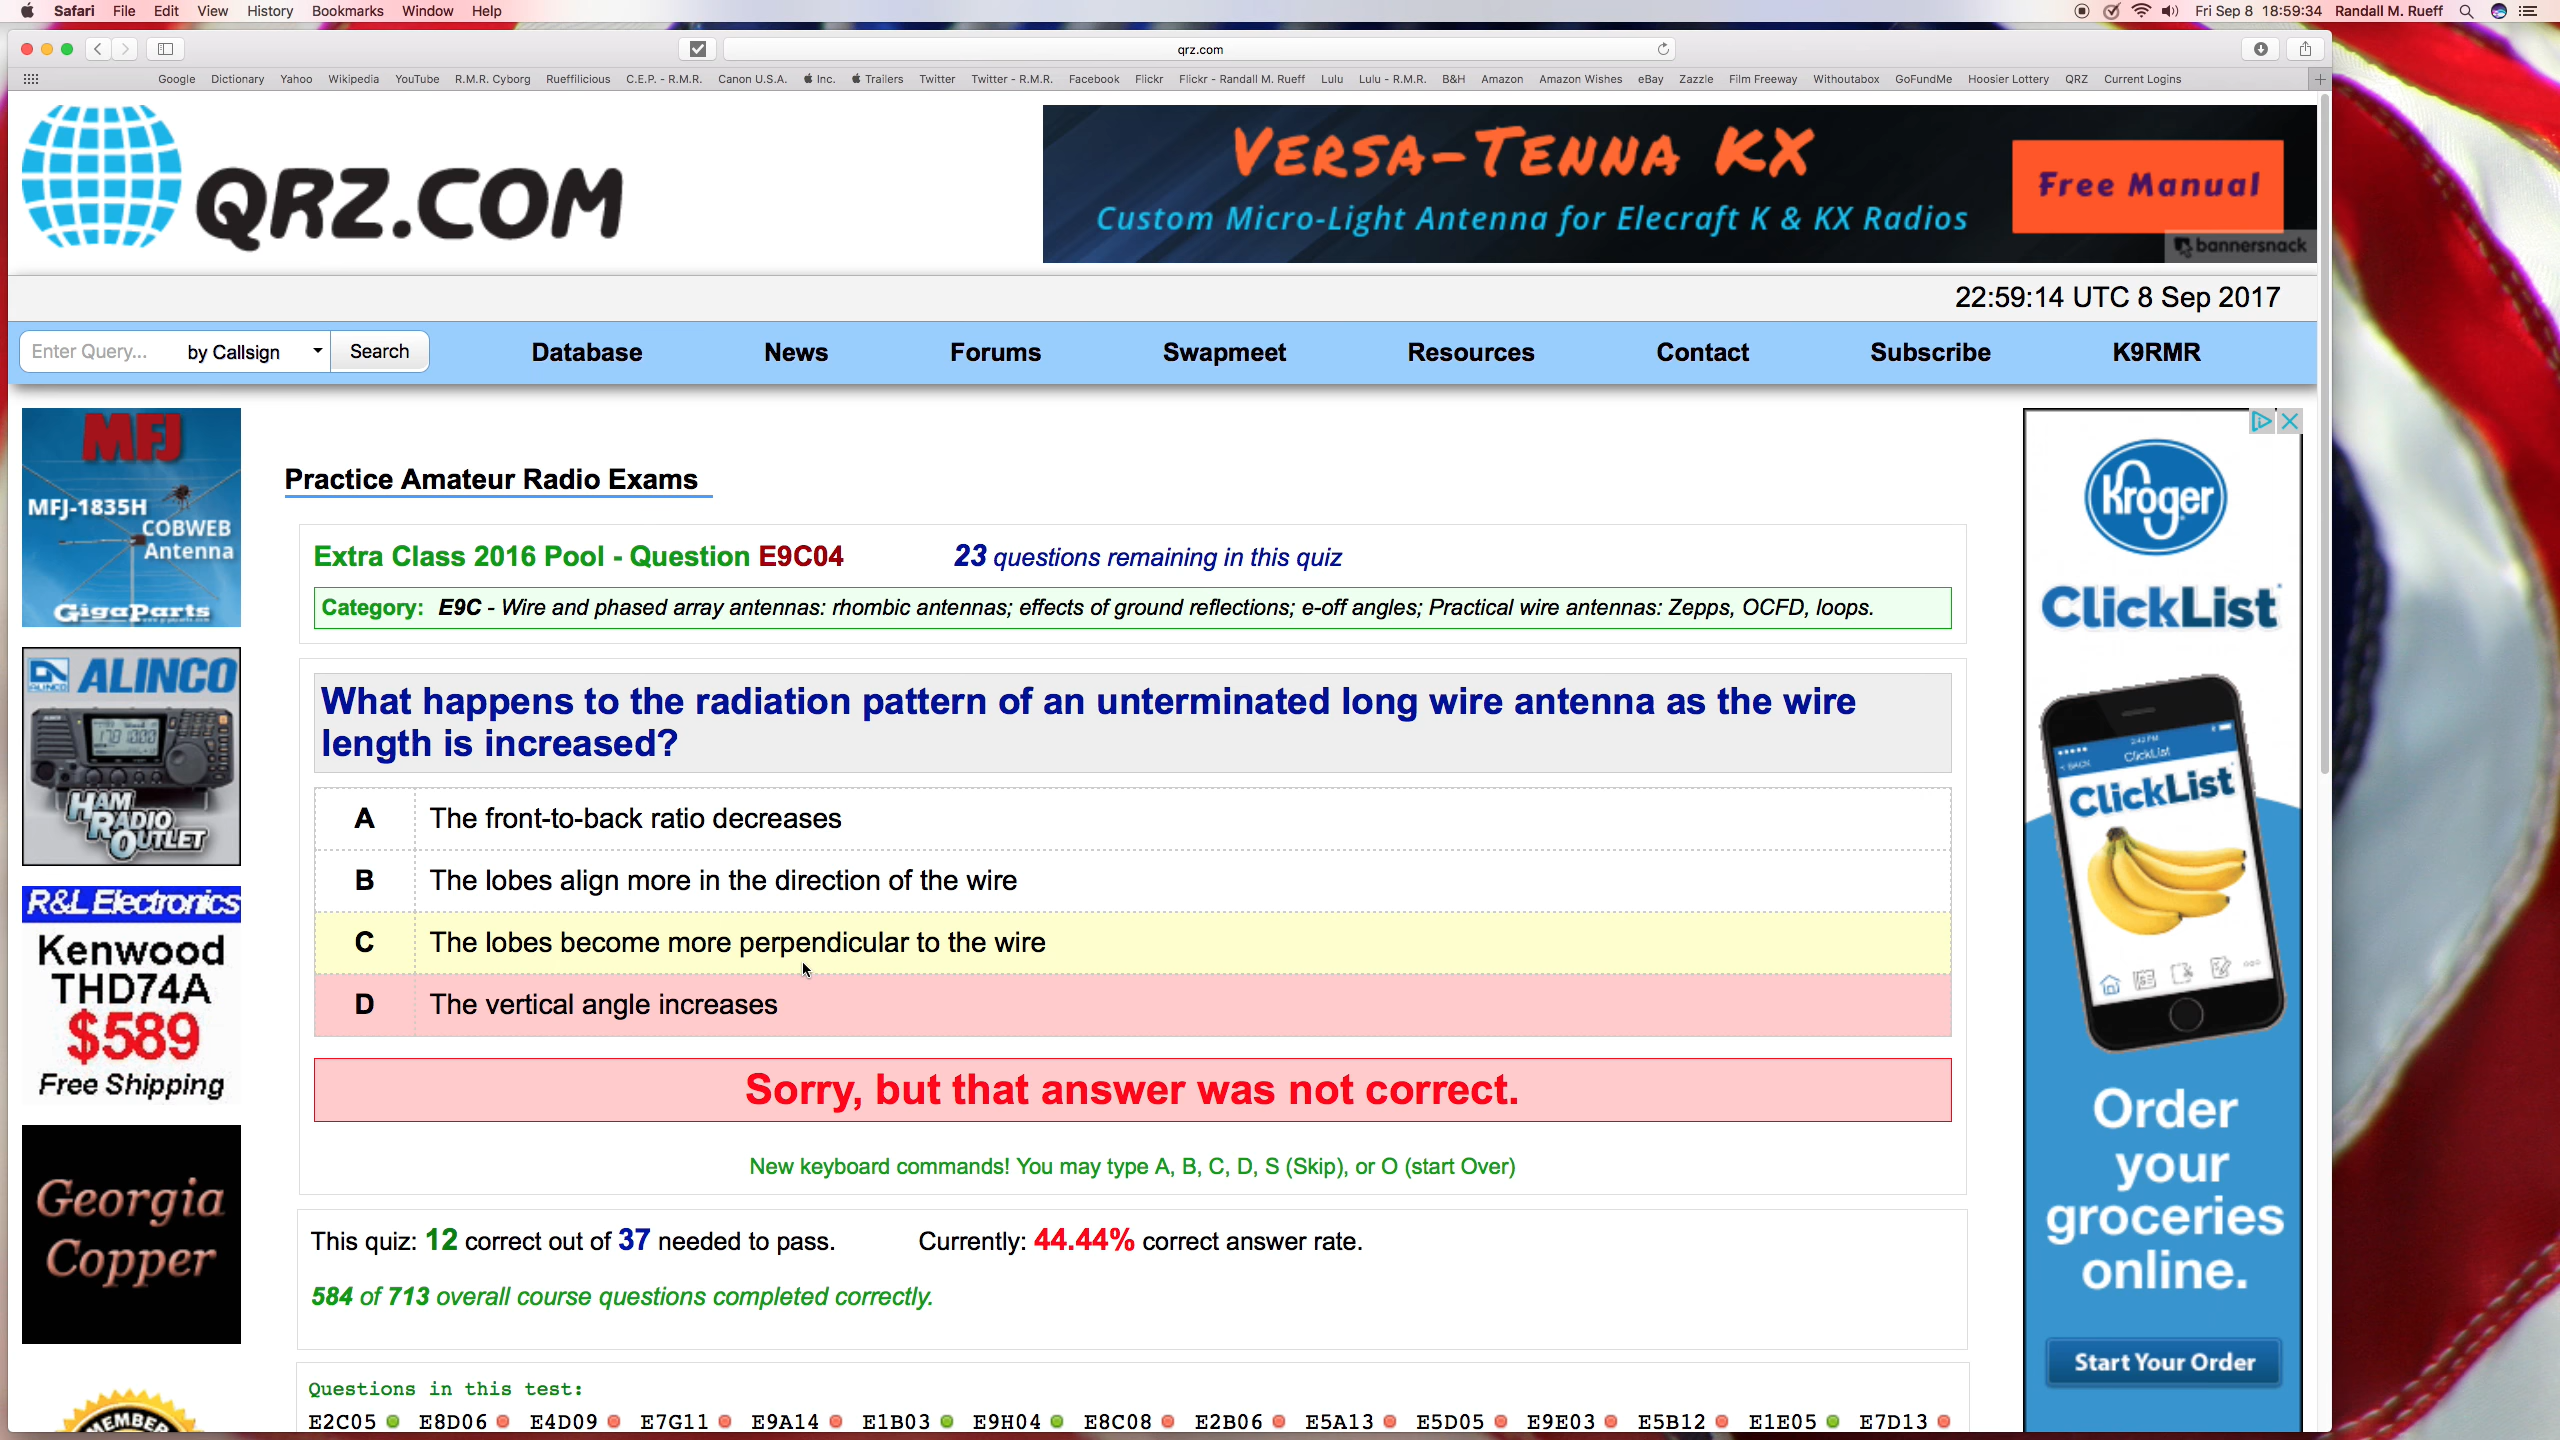 Safari File Edit View History Bookmarks Window Help
Fri Sep 8 18:59:34 Randall M. Rueff
qrz.com
Google Dictionary Yahoo Wikipedia YouTube R.M.R. Cyborg Rueffilicious C.E.P. - R.M.R. Canon U.S.A. Inc. Trailers Twitter Twitter - R.M.R. Facebook Flickr Flickr - Randall M. Rueff Lulu Lulu - R.M.R. B&H Amazon Amazon Wishes eBay Zazzle Film Freeway Withoutabox GoFundMe Hoosier Lottery QRZ Current Logins
QRZ.COM
VERSA-TENNA KX
Custom Micro-Light Antenna for Elecraft K & KX Radios
Free Manual
bannersnack
22:59:14 UTC 8 Sep 2017
Enter Query... by Callsign Search Database News Forums Swapmeet Resources Contact Subscribe K9RMR
MFJ
MFJ-1835H
COBWEB
Antenna
GigaParts
ALINCO
HAM
RADIO
OUTLET
R&L Electronics
Kenwood
THD74A
$589
Free Shipping
Georgia
Copper
MEMBER
Practice Amateur Radio Exams
Extra Class 2016 Pool - Question E9C04 23 questions remaining in this quiz
Category: E9C - Wire and phased array antennas: rhombic antennas; effects of ground reflections; e-off angles; Practical wire antennas: Zepps, OCFD, loops.
What happens to the radiation pattern of an unterminated long wire antenna as the wire
length is increased?
A The front-to-back ratio decreases
B The lobes align more in the direction of the wire
C The lobes become more perpendicular to the wire
D The vertical angle increases
Sorry, but that answer was not correct.
New keyboard commands! You may type A, B, C, D, S (Skip), or O (start Over)
This quiz: 12 correct out of 37 needed to pass. Currently: 44.44% correct answer rate.
584 of 713 overall course questions completed correctly.
Questions in this test:
E2C05 E8D06 E4D09 E7G11 E9A14 E1B03 E9H04 E8C08 E2B06 E5A13 E5D05 E9E03 E5B12 E1E05 E7D13
Kroger
ClickList
2:42 PM
BACK ClickList
ClickList
Order
your
groceries
online.
Start Your Order